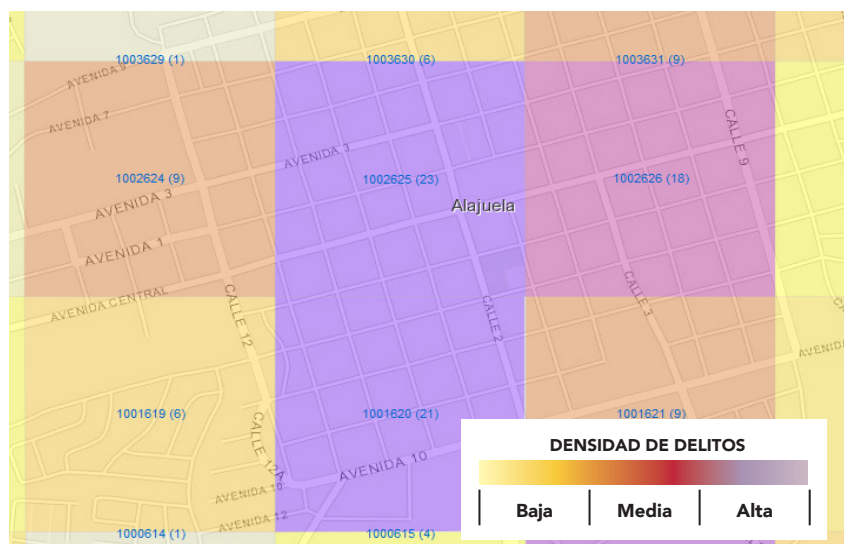 1003629 (1)
1003630 (6)
1003631 (9)
AVENIDA 9
AVENIDA 7
AVENIDA 3
CALLE 9
1002624 (9)
1002625 (23)
1002626 (18)
AVENIDA 3
Alajuela
AVENIDA 1
AVENIDA CENTRAL
CALLE 12
CALLE 2
CALLE 3
AVENIDA
1001619 (6)
1001620 (21)
1001621 (9)
CALLE 12A
AVENIDA 10
AVENIDA 10
AVENIDA 12
1000614 (1)
1000615 (4)
DENSIDAD DE DELITOS
Baja
Media
Alta